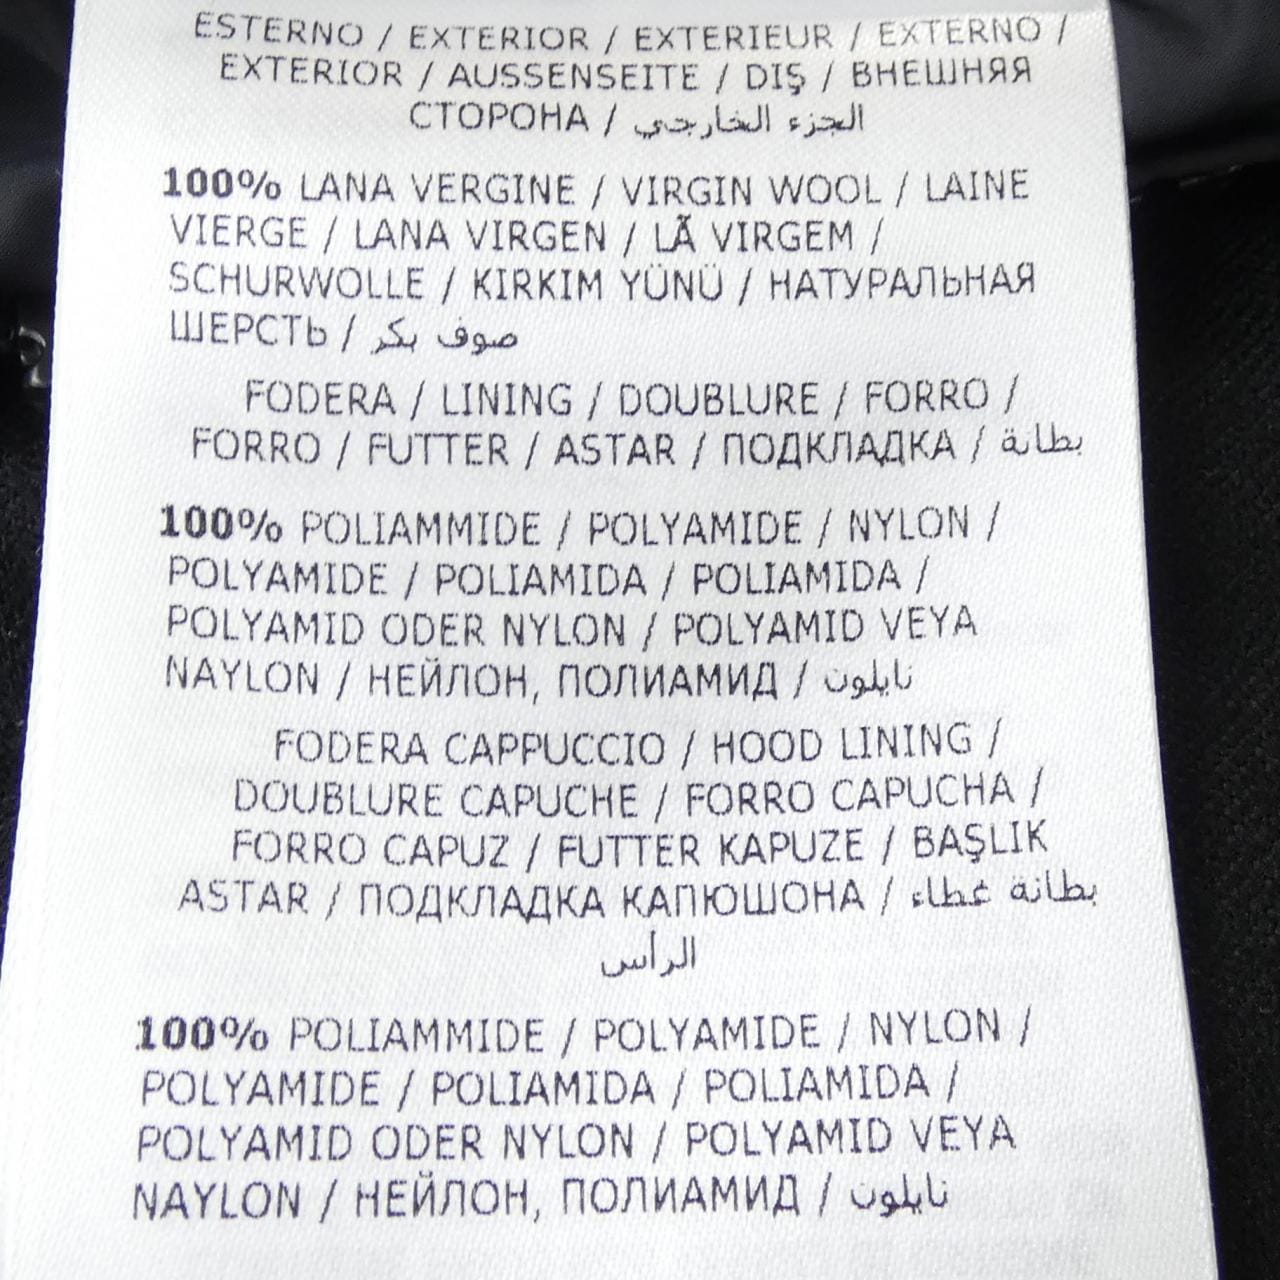 ESTERNO / EXTERIOR / EXTERIEUR / EXTERNO /
EXTERIOR / AUSSENSEITE / DIŞ / ВНЕШНЯЯ
СТОРОНА / الجزء الخارجي
100% LANA VERGINE / VIRGIN WOOL / LAINE
VIERGE / LANA VIRGEN / LÃ VIRGEM /
SCHURWOLLE / KIRKIM YÜNÜ / НАТУРАЛЬНАЯ
ШЕРСТЬ / صوف بكر
FODERA / LINING / DOUBLURE / FORRO /
FORRO / FUTTER / ASTAR / ПОДКЛАДКА / بطانة
100% POLIAMMIDE / POLYAMIDE / NYLON /
POLYAMIDE / POLIAMIDA / POLIAMIDA /
POLYAMID ODER NYLON / POLYAMID VEYA
NAYLON / НЕЙЛОН, ПОЛИАМИД / نايلون
FODERA CAPPUCCIO / HOOD LINING /
DOUBLURE CAPUCHE / FORRO CAPUCHA /
FORRO CAPUZ / FUTTER KAPUZE / BAŞLIK
ASTAR / ПОДКЛАДКА КАПЮШОНА / بطانة غطاء
الرأس
100% POLIAMMIDE / POLYAMIDE / NYLON /
POLYAMIDE / POLIAMIDA / POLIAMIDA /
POLYAMID ODER NYLON / POLYAMID VEYA
NAYLON / НЕЙЛОН, ПОЛИАМИД / نايلون